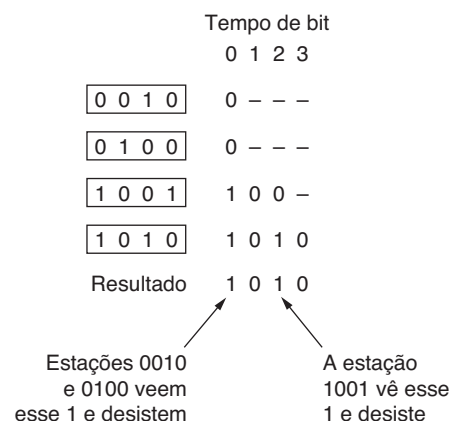 Tempo de bit
0 1 2 3
0 0 1 0 0 – – –
0 1 0 0 0 – – –
1 0 0 1 1 0 0 –
1 0 1 0 1 0 1 0
Resultado 1 0 1 0
Estações 0010
e 0100 veem
esse 1 e desistem
A estação
1001 vê esse
1 e desiste